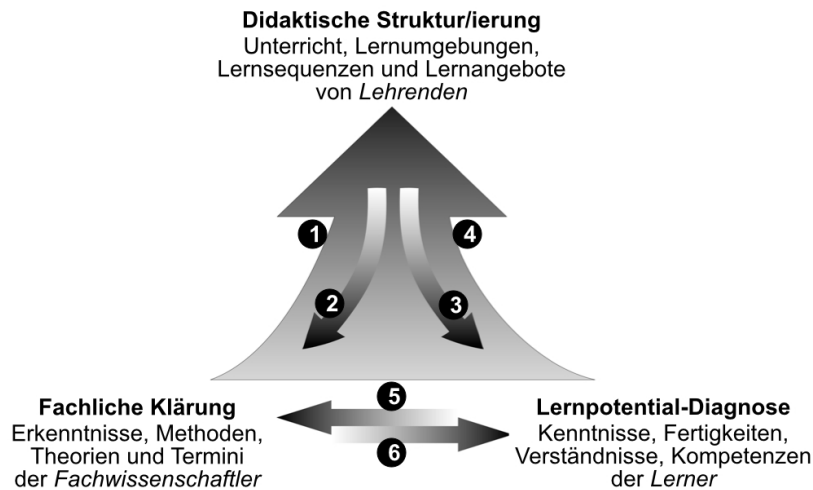 Didaktische Struktur/ierung
Unterricht, Lernumgebungen,
Lernsequenzen und Lernangebote
von Lehrenden
1
4
2
3
5
Fachliche Klärung
Erkenntnisse, Methoden,
Theorien und Termini
der Fachwissenschaftler
Lernpotential-Diagnose
Kenntnisse, Fertigkeiten,
Verständnisse, Kompetenzen
der Lerner
6